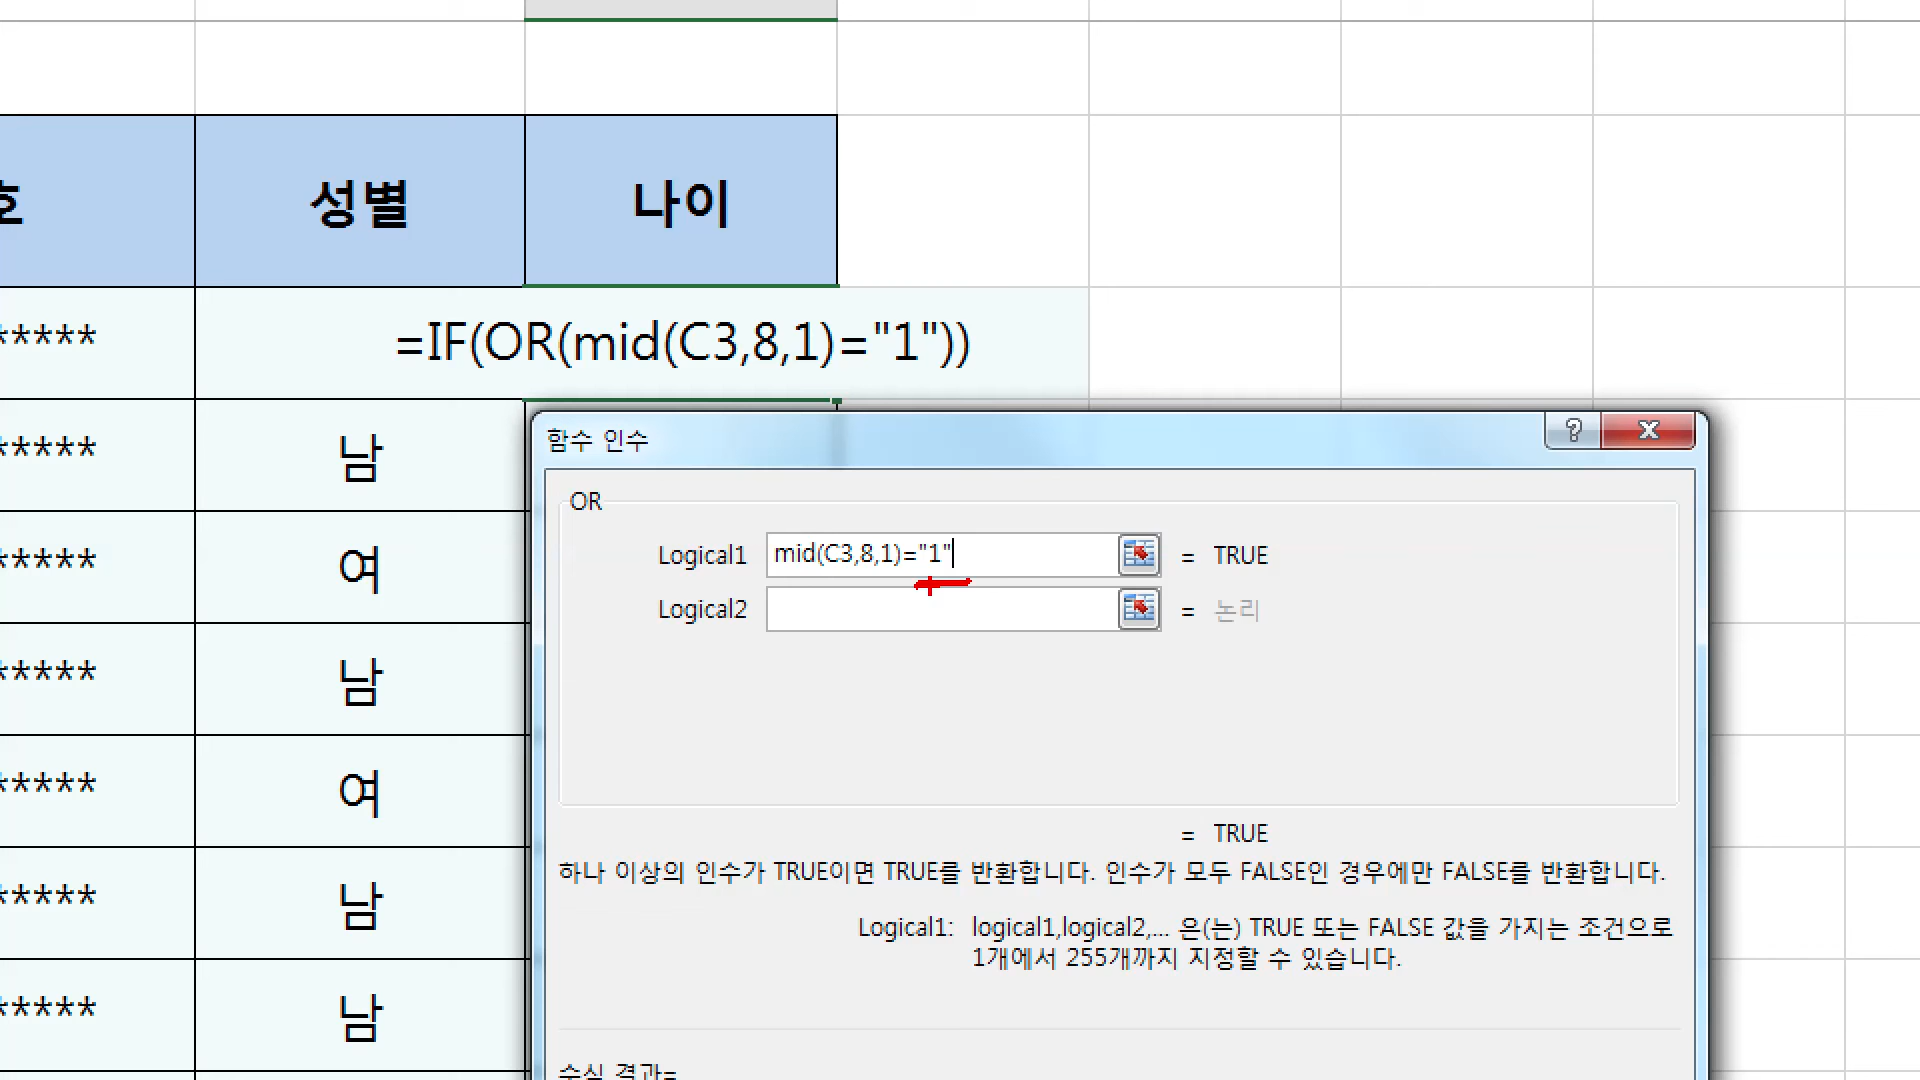 호 성별 나이
***** =IF(OR(mid(C3,8,1)="1"))
***** 남
***** 여
***** 남
***** 여
***** 남
***** 남
함수 인수
OR
Logical1 mid(C3,8,1)="1" = TRUE
Logical2 = 논리
= TRUE
하나 이상의 인수가 TRUE이면 TRUE를 반환합니다. 인수가 모두 FALSE인 경우에만 FALSE를 반환합니다.
Logical1: logical1,logical2,... 은(는) TRUE 또는 FALSE 값을 가지는 조건으로
1개에서 255개까지 지정할 수 있습니다.
수식 결과=